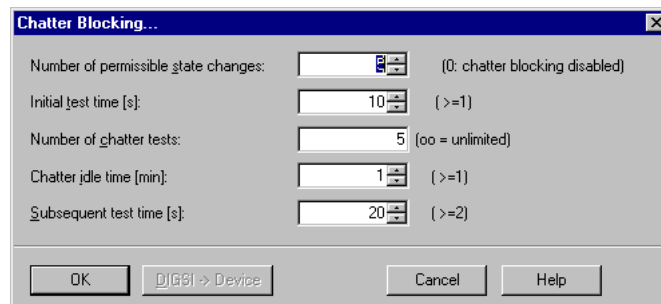 Chatter Blocking...
Number of permissible state changes: (0: chatter blocking disabled)
Initial test time [s]: 10 ( >=1)
Number of chatter tests: 5 (oo = unlimited)
Chatter idle time [min]: 1 ( >=1)
Subsequent test time [s]: 20 ( >=2)
OK DIGSI -> Device Cancel Help